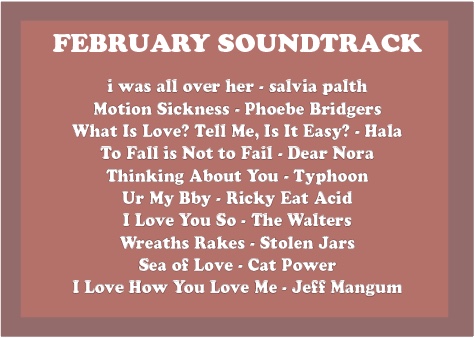 FEBRUARY SOUNDTRACK
i was all over her - salvia palth
Motion Sickness - Phoebe Bridgers
What Is Love? Tell Me, Is It Easy? - Hala
To Fall is Not to Fail - Dear Nora
Thinking About You - Typhoon
Ur My Bby - Ricky Eat Acid
I Love You So - The Walters
Wreaths Rakes - Stolen Jars
Sea of Love - Cat Power
I Love How You Love Me - Jeff Mangum